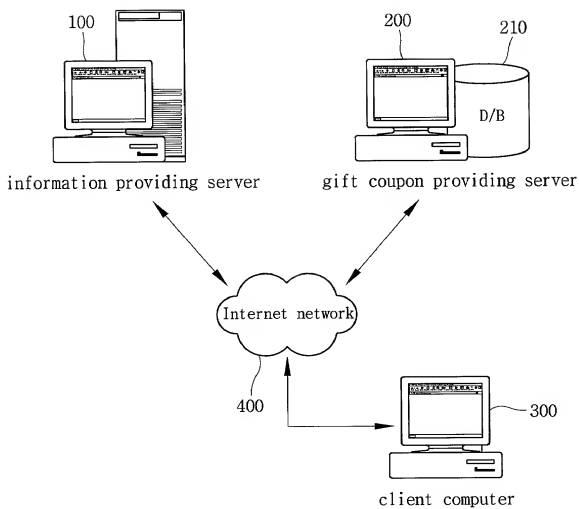 100
200
210
D/B
information providing server
gift coupon providing server
Internet network
400
300
client computer